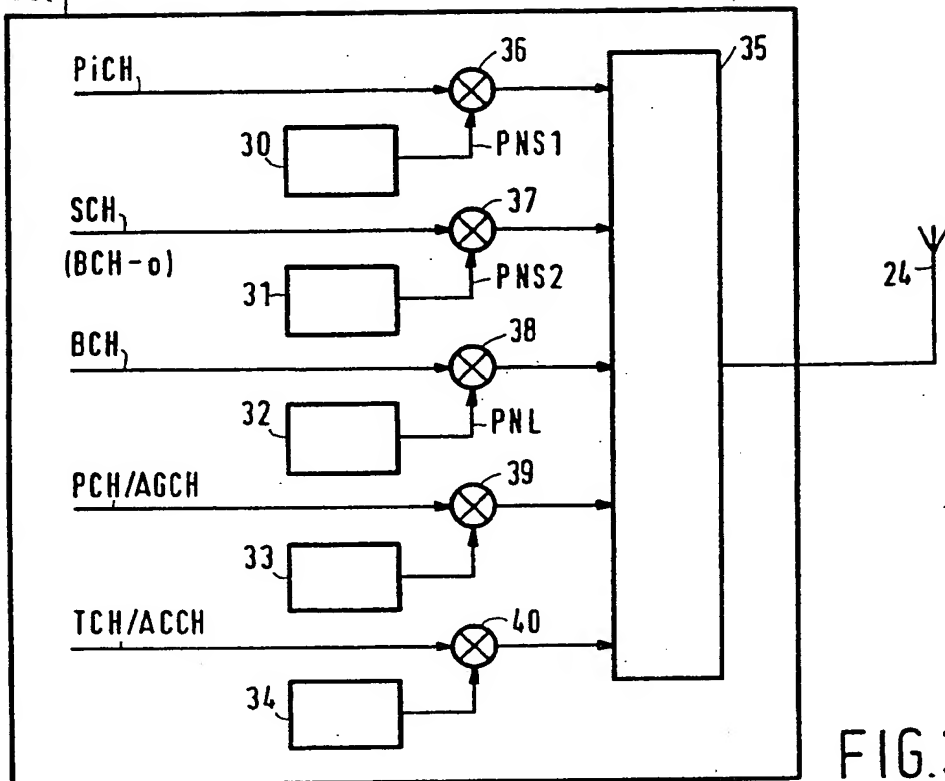 36
35
PiCH
30
PNS1
SCH
37
(BCH-o)
31
PNS2
24
BCH
38
32
PNL
PCH/AGCH
39
33
TCH/ACCH
40
34
FIG.